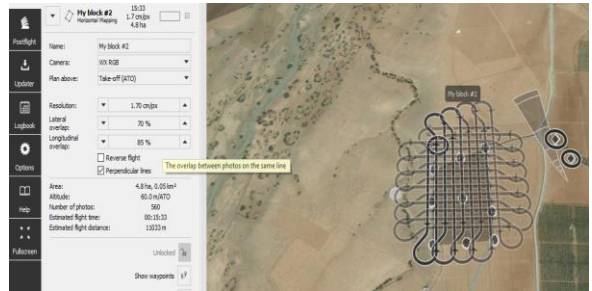 Postflight
Updater
Logbook
Options
Help
Fullscreen
My block #2
Horizontal Mapping
15:33
1.7 cm/px
4.8 ha
Name: My block #2
Camera: WX RGB
Plan above: Take-off (ATO)
Resolution: 1.70 cm/px
Lateral overlap: 70 %
Longitudinal overlap: 85 %
Reverse flight
Perpendicular lines
The overlap between photos on the same line
Area: 4.8 ha, 0.05 km²
Altitude: 60.0 m/ATO
Number of photos: 560
Estimated flight time: 00:15:33
Estimated flight distance: 11033 m
Unlocked
Show waypoints
My block #2